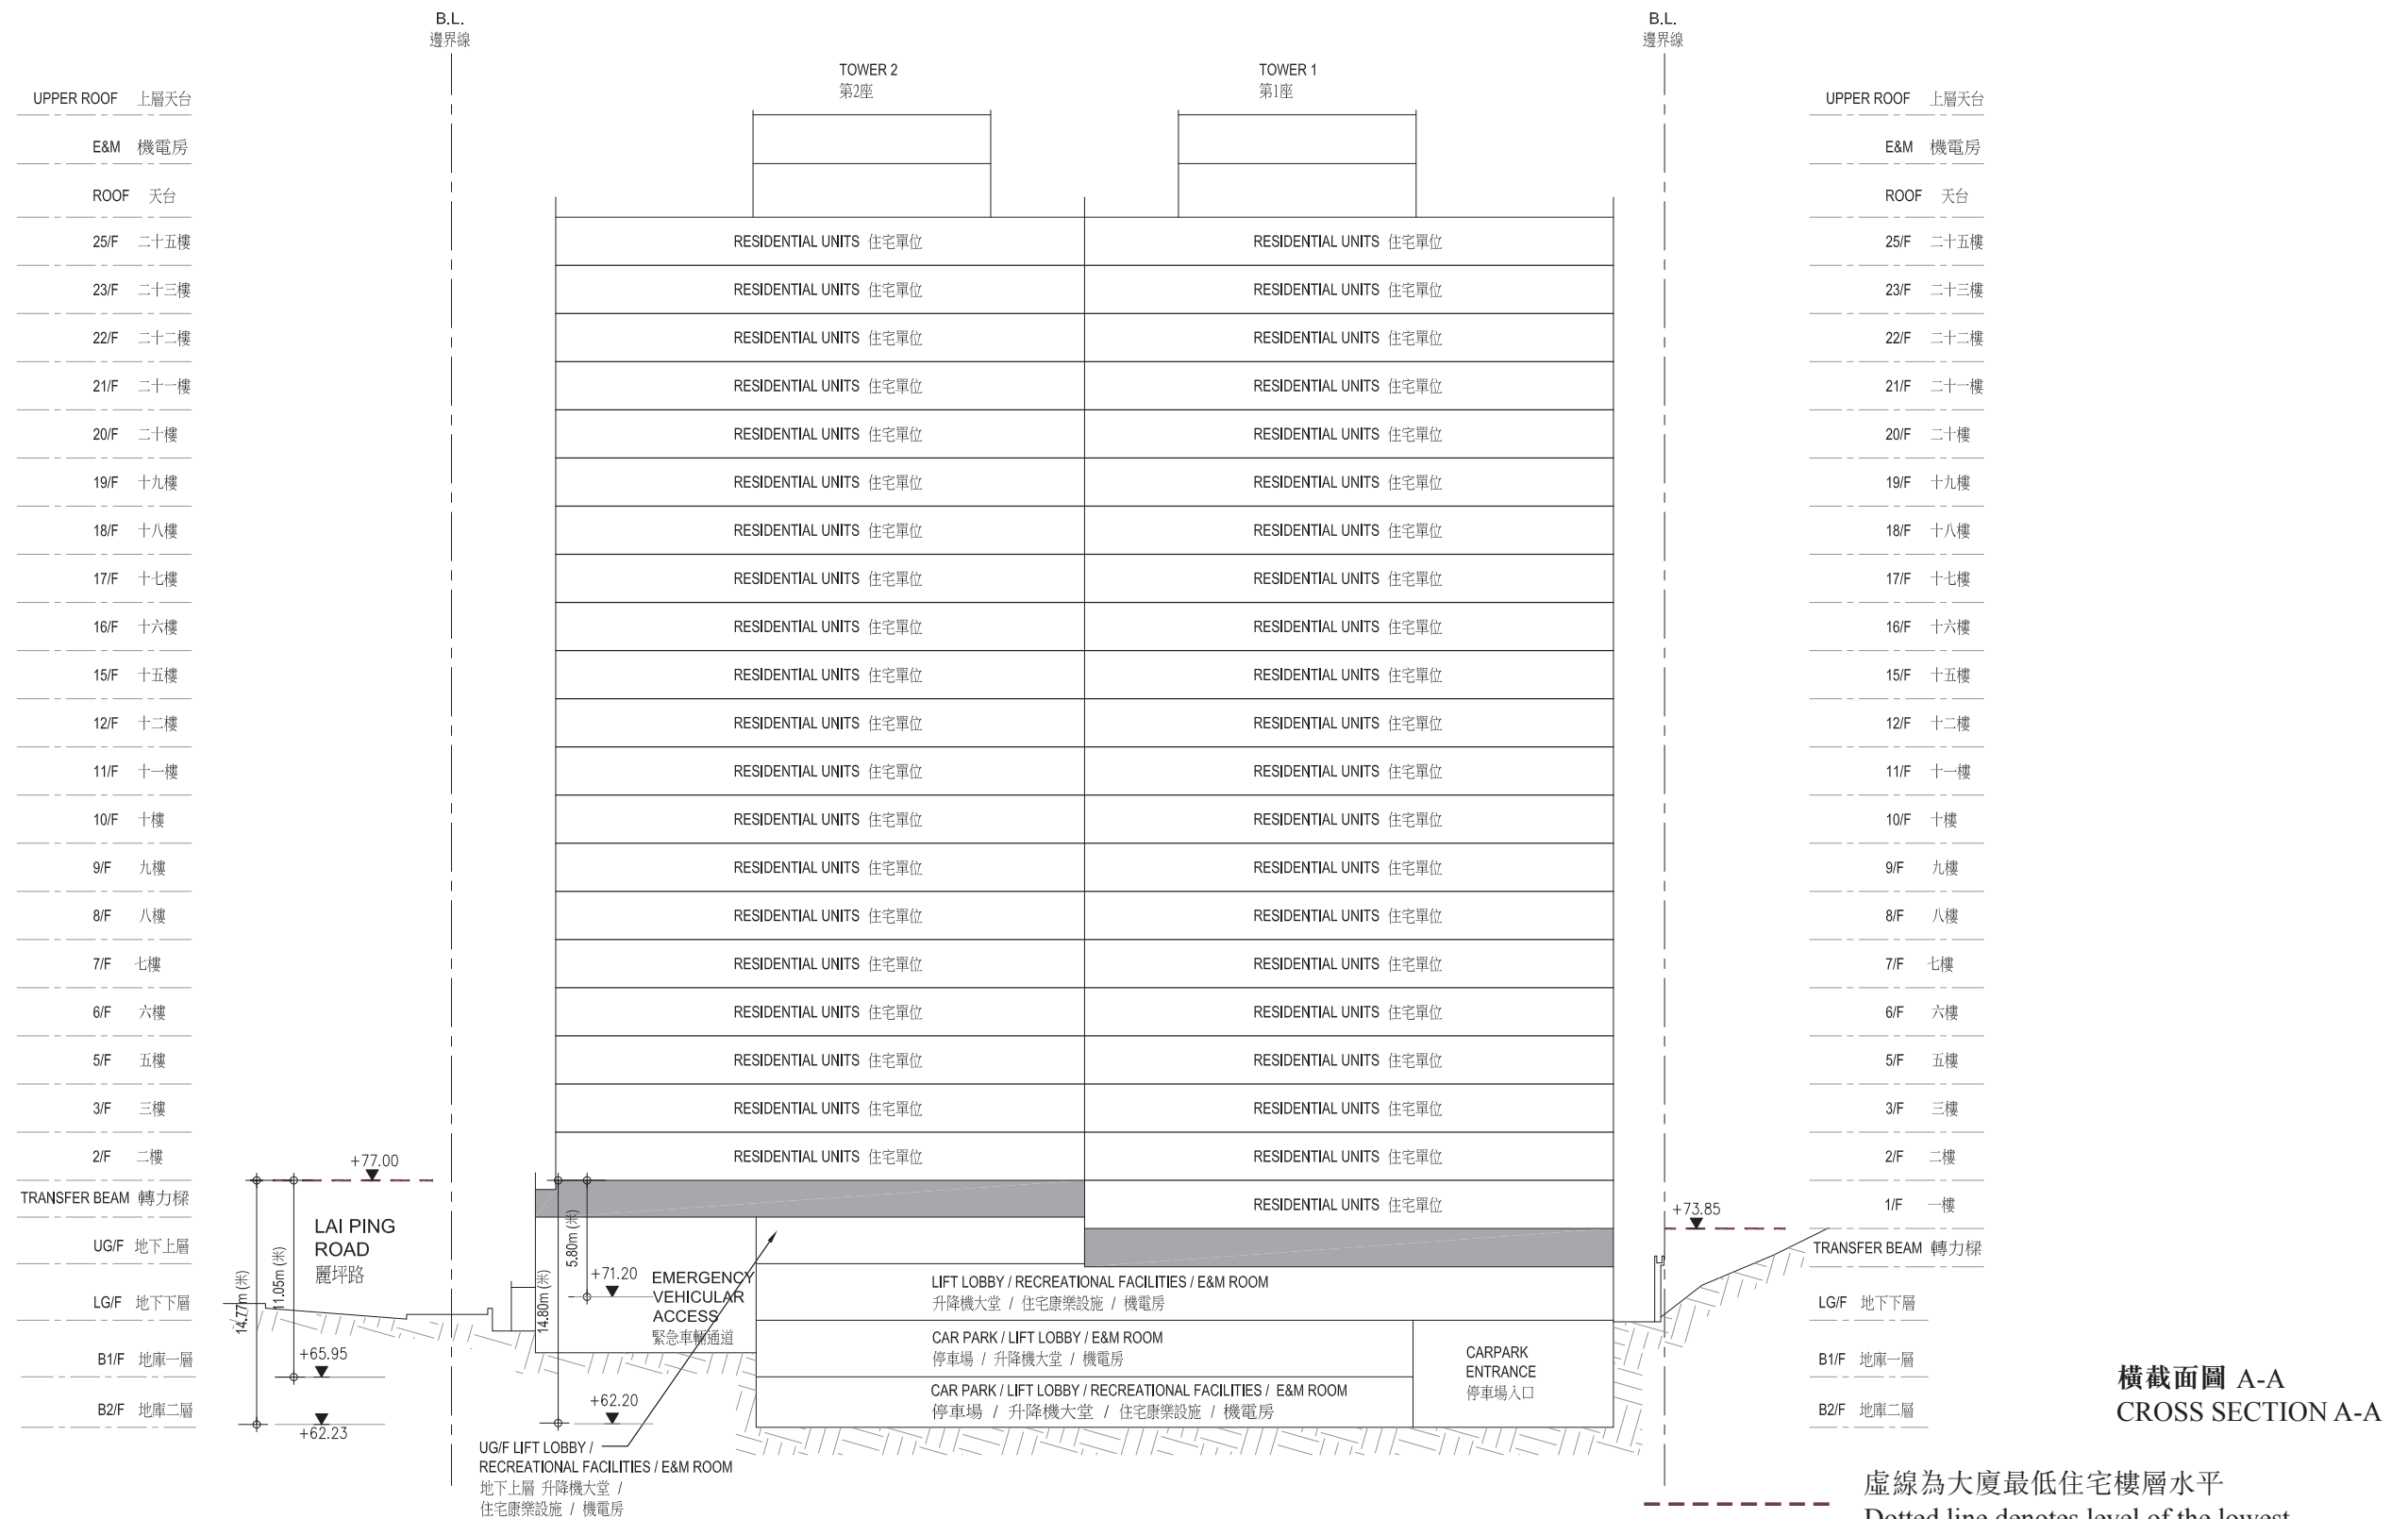 B.L.
邊界線
B.L.
邊界線
TOWER 2
第2座
TOWER 1
第1座
UPPER ROOF 上層天台
UPPER ROOF 上層天台
E&M 機電房
E&M 機電房
ROOF 天台
ROOF 天台
25/F 二十五樓
RESIDENTIAL UNITS 住宅單位
RESIDENTIAL UNITS 住宅單位
25/F 二十五樓
23/F 二十三樓
RESIDENTIAL UNITS 住宅單位
RESIDENTIAL UNITS 住宅單位
23/F 二十三樓
22/F 二十二樓
RESIDENTIAL UNITS 住宅單位
RESIDENTIAL UNITS 住宅單位
22/F 二十二樓
21/F 二十一樓
RESIDENTIAL UNITS 住宅單位
RESIDENTIAL UNITS 住宅單位
21/F 二十一樓
20/F 二十樓
RESIDENTIAL UNITS 住宅單位
RESIDENTIAL UNITS 住宅單位
20/F 二十樓
19/F 十九樓
RESIDENTIAL UNITS 住宅單位
RESIDENTIAL UNITS 住宅單位
19/F 十九樓
18/F 十八樓
RESIDENTIAL UNITS 住宅單位
RESIDENTIAL UNITS 住宅單位
18/F 十八樓
17/F 十七樓
RESIDENTIAL UNITS 住宅單位
RESIDENTIAL UNITS 住宅單位
17/F 十七樓
16/F 十六樓
RESIDENTIAL UNITS 住宅單位
RESIDENTIAL UNITS 住宅單位
16/F 十六樓
15/F 十五樓
RESIDENTIAL UNITS 住宅單位
RESIDENTIAL UNITS 住宅單位
15/F 十五樓
12/F 十二樓
RESIDENTIAL UNITS 住宅單位
RESIDENTIAL UNITS 住宅單位
12/F 十二樓
11/F 十一樓
RESIDENTIAL UNITS 住宅單位
RESIDENTIAL UNITS 住宅單位
11/F 十一樓
10/F 十樓
RESIDENTIAL UNITS 住宅單位
RESIDENTIAL UNITS 住宅單位
10/F 十樓
9/F 九樓
RESIDENTIAL UNITS 住宅單位
RESIDENTIAL UNITS 住宅單位
9/F 九樓
8/F 八樓
RESIDENTIAL UNITS 住宅單位
RESIDENTIAL UNITS 住宅單位
8/F 八樓
7/F 七樓
RESIDENTIAL UNITS 住宅單位
RESIDENTIAL UNITS 住宅單位
7/F 七樓
6/F 六樓
RESIDENTIAL UNITS 住宅單位
RESIDENTIAL UNITS 住宅單位
6/F 六樓
5/F 五樓
RESIDENTIAL UNITS 住宅單位
RESIDENTIAL UNITS 住宅單位
5/F 五樓
3/F 三樓
RESIDENTIAL UNITS 住宅單位
RESIDENTIAL UNITS 住宅單位
3/F 三樓
2/F 二樓
RESIDENTIAL UNITS 住宅單位
RESIDENTIAL UNITS 住宅單位
2/F 二樓
+77.00
TRANSFER BEAM 轉力樑
RESIDENTIAL UNITS 住宅單位
1/F 一樓
+73.85
LAI PING
ROAD
麗坪路
UG/F 地下上層
TRANSFER BEAM 轉力樑
14.77m (米)
11.05m (米)
14.80m (米)
5.80m (米)
+71.20
EMERGENCY
VEHICULAR
ACCESS
緊急車輛通道
LIFT LOBBY / RECREATIONAL FACILITIES / E&M ROOM
升降機大堂 / 住宅康樂設施 / 機電房
LG/F 地下下層
LG/F 地下下層
CAR PARK / LIFT LOBBY / E&M ROOM
停車場 / 升降機大堂 / 機電房
CARPARK
ENTRANCE
停車場入口
B1/F 地庫一層
+65.95
B1/F 地庫一層
CAR PARK / LIFT LOBBY / RECREATIONAL FACILITIES / E&M ROOM
停車場 / 升降機大堂 / 住宅康樂設施 / 機電房
B2/F 地庫二層
+62.23
+62.20
B2/F 地庫二層
橫截面圖 A-A
CROSS SECTION A-A
UG/F LIFT LOBBY /
RECREATIONAL FACILITIES / E&M ROOM
地下上層 升降機大堂 /
住宅康樂設施 / 機電房
虛線為大廈最低住宅樓層水平
Dotted line denotes level of the lowest